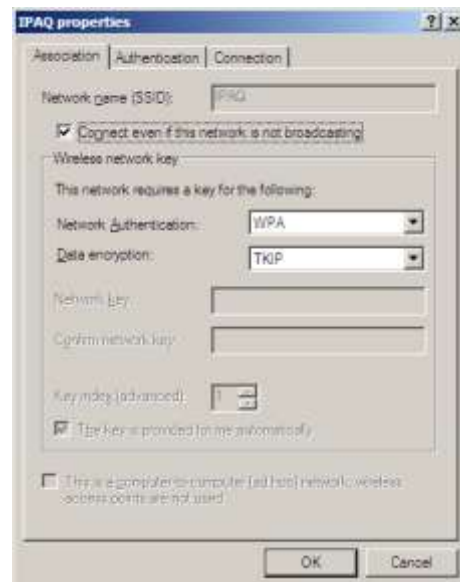 IPAQ properties
? x
Association
Authentication
Connection
Network name (SSID):
IPAQ
Connect even if this network is not broadcasting
Wireless network key
This network requires a key for the following:
Network Authentication:
WPA
Data encryption:
TKIP
Network key:
Confirm network key:
Key index (advanced):
1
The key is provided for me automatically
This is a computer-to-computer (ad hoc) network; wireless
access points are not used
OK
Cancel